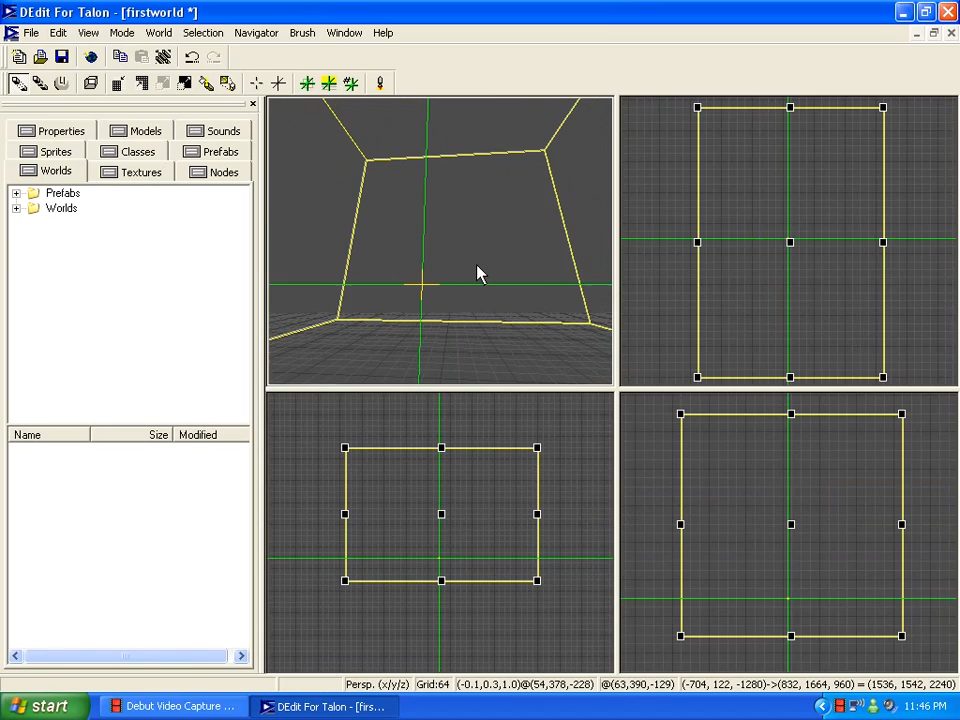 DEdit For Talon - [firstworld *]
File Edit View Mode World Selection Navigator Brush Window Help
Properties Models Sounds
Sprites Classes Prefabs
Worlds Textures Nodes
Prefabs
Worlds
Name Size Modified
Persp. (x/y/z) Grid:64 (-0.1,0.3,1.0)@(54,378,-228) @(63,390,-129) (-704, 122, -1280)->(832, 1664, 960) = (1536, 1542, 2240)
start Debut Video Capture ... DEdit For Talon - [firs... 11:46 PM